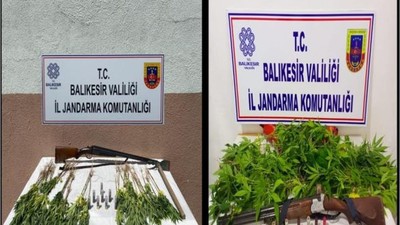 T.C.
BALIKESİR VALİLİĞİ
İL JANDARMA KOMUTANLIĞI
BALIKESİR
T.C.
BALIKESİR VALİLİĞİ
İL JANDARMA KOMUTANLIĞI
BALIKESİR